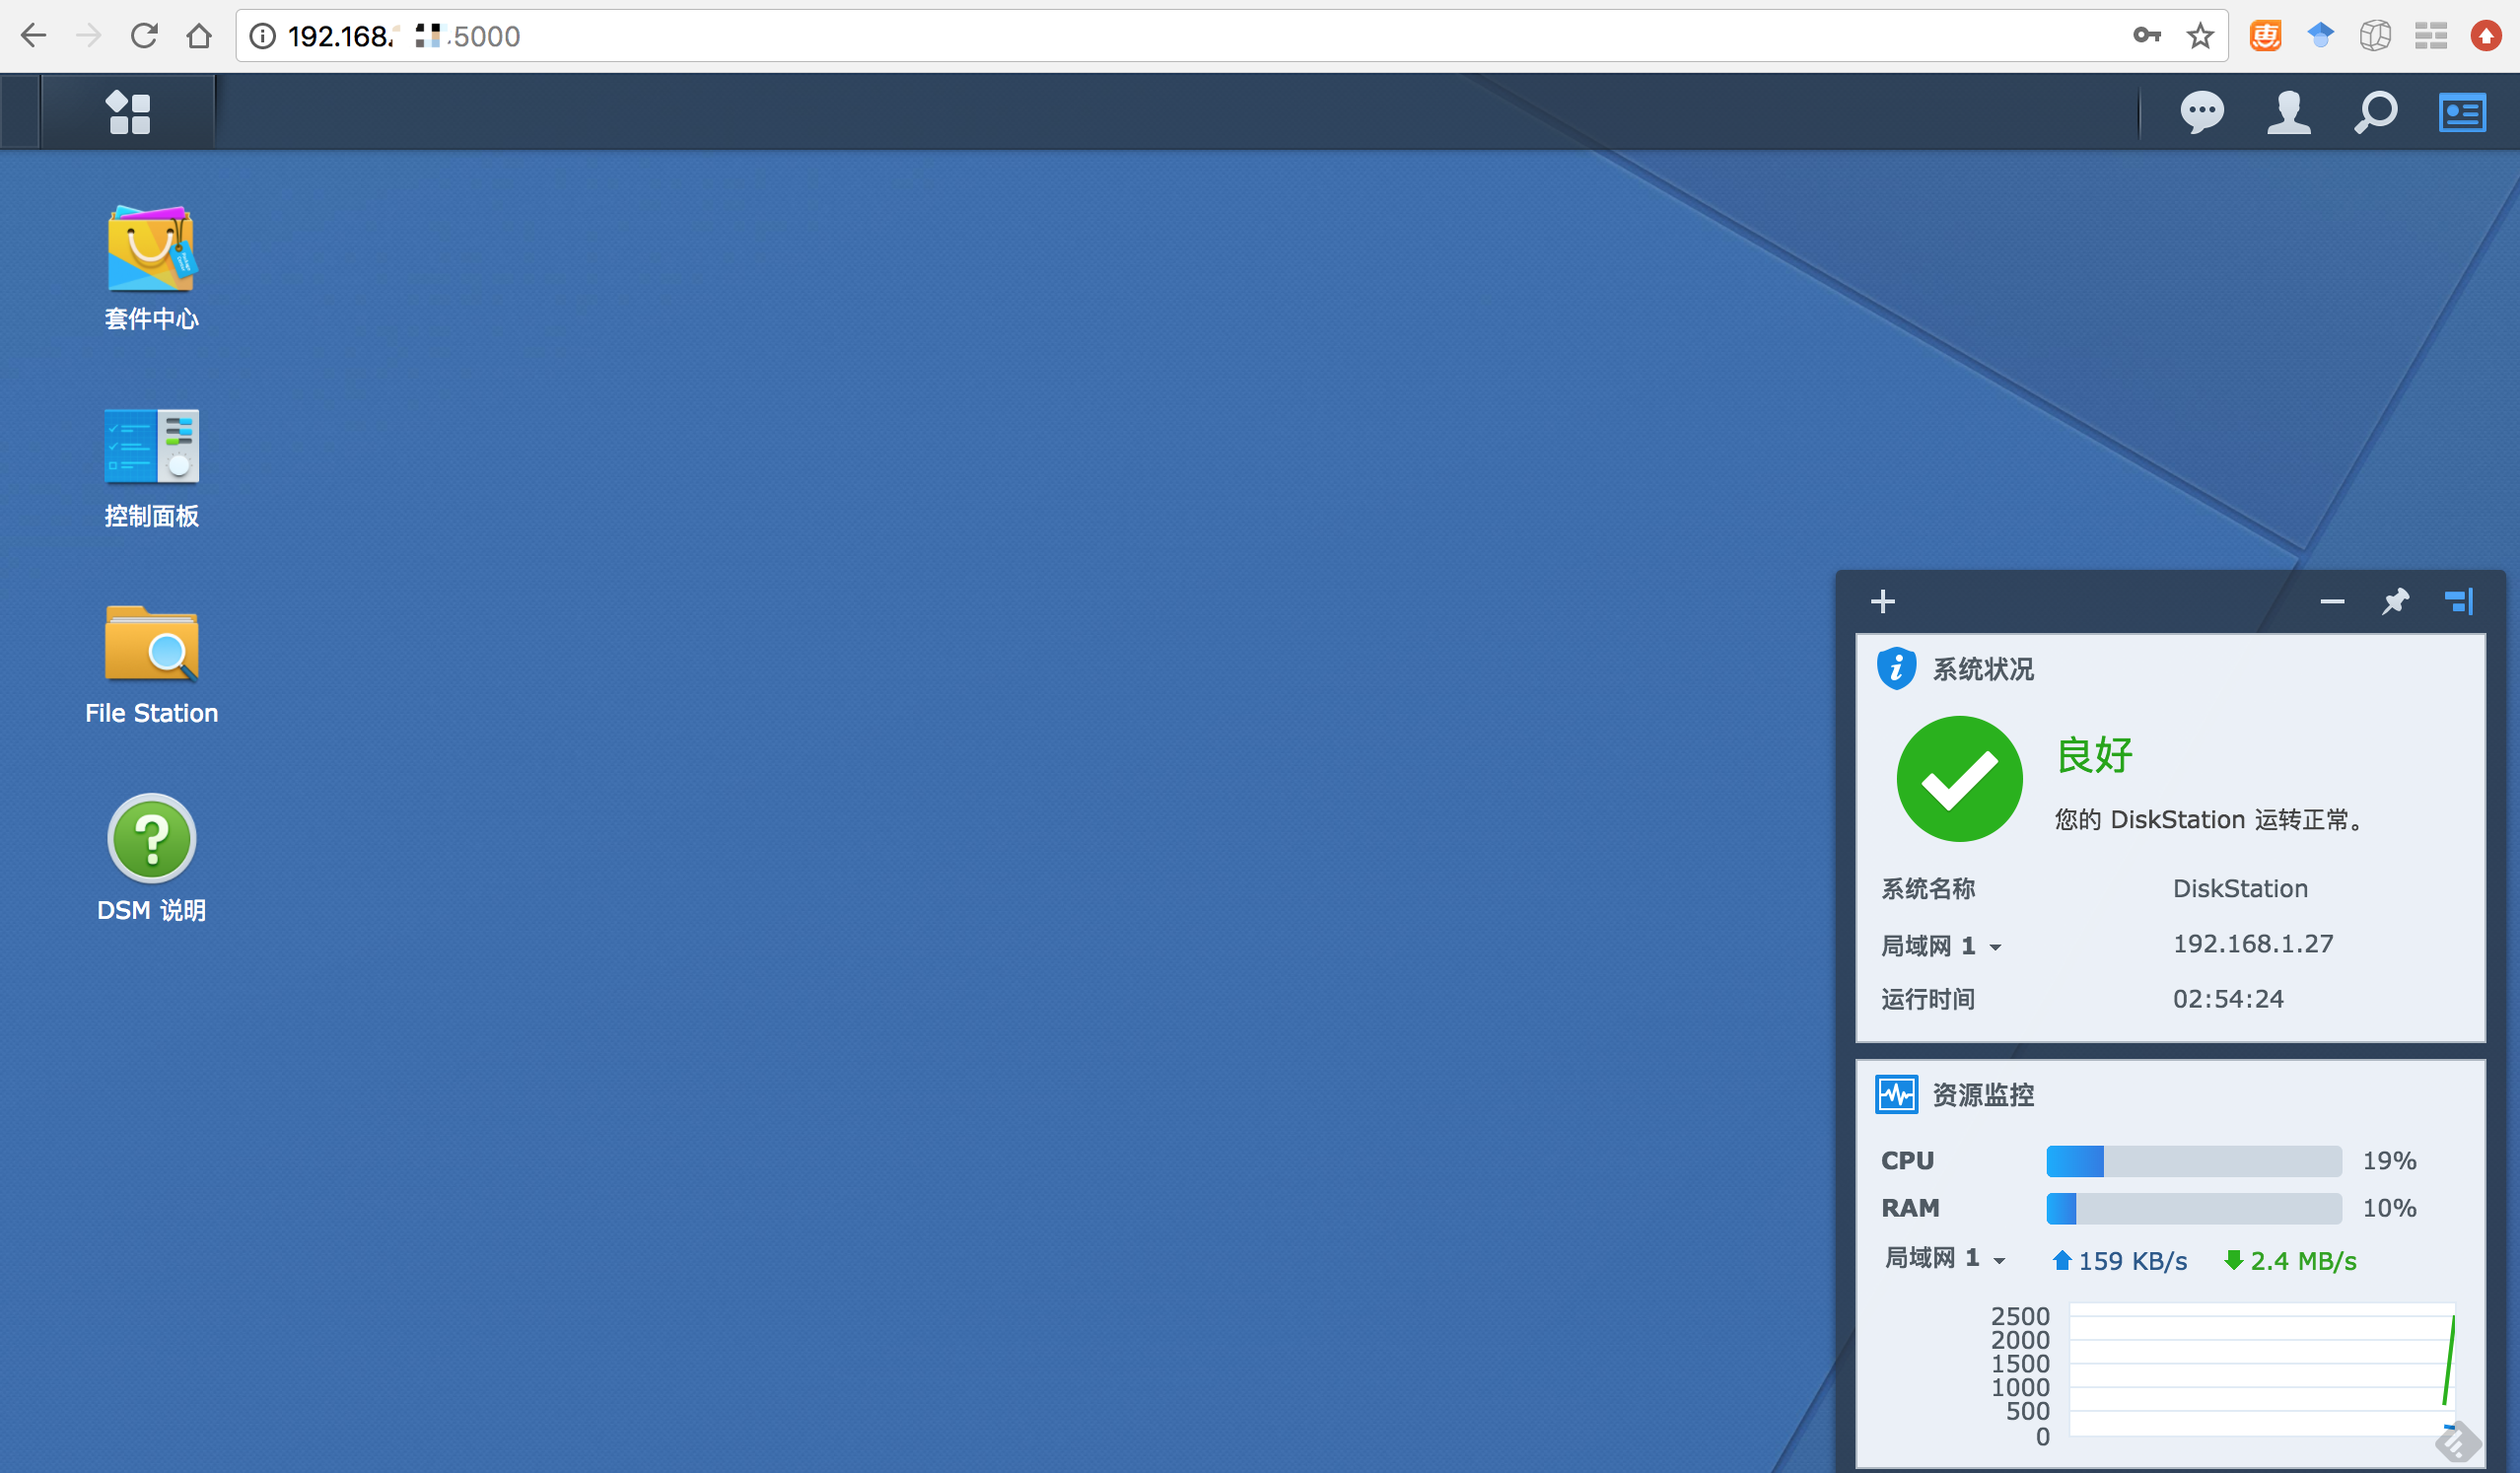 192.168. :5000
套件中心
控制面板
File Station
DSM 说明
系统状况
良好
您的 DiskStation 运转正常。
系统名称 DiskStation
局域网 1 192.168.1.27
运行时间 02:54:24
资源监控
CPU 19%
RAM 10%
局域网 1 159 KB/s 2.4 MB/s
2500
2000
1500
1000
500
0